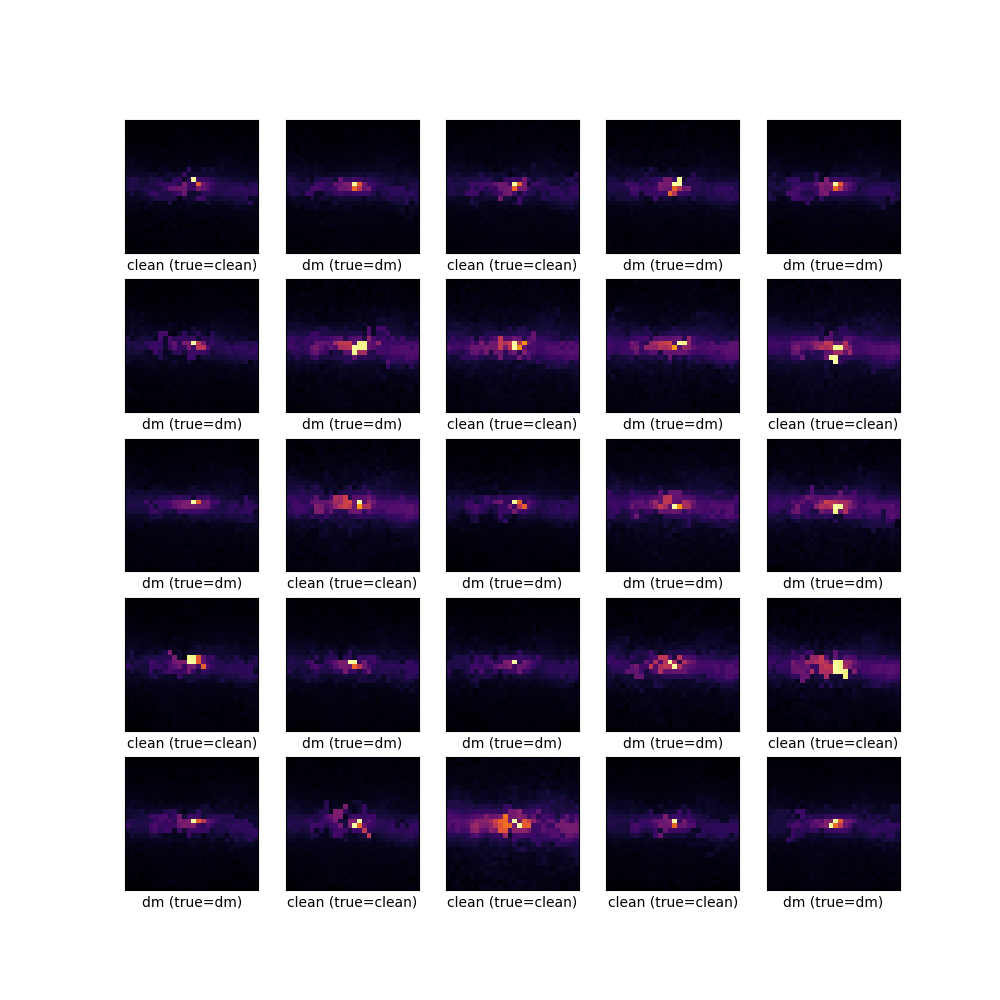 clean (true=clean) dm (true=dm) clean (true=clean) dm (true=dm) dm (true=dm)
dm (true=dm) dm (true=dm) clean (true=clean) dm (true=dm) clean (true=clean)
dm (true=dm) clean (true=clean) dm (true=dm) dm (true=dm) dm (true=dm)
clean (true=clean) dm (true=dm) dm (true=dm) dm (true=dm) clean (true=clean)
dm (true=dm) clean (true=clean) clean (true=clean) clean (true=clean) dm (true=dm)